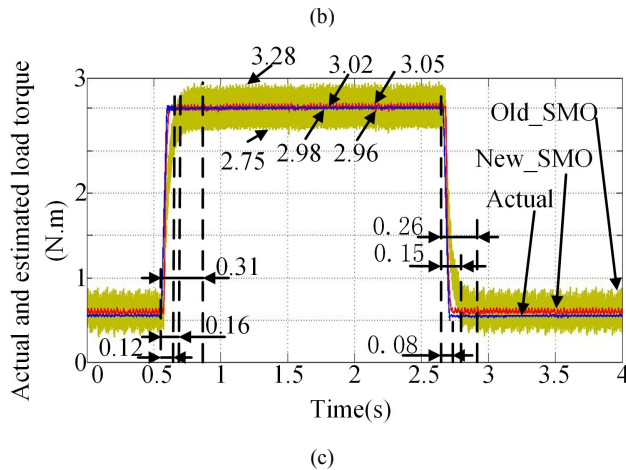 (b)
Actual and estimated load torque
(N.m)
3
2
1
0
3.28
3.02
3.05
2.75
2.98
2.96
Old_SMO
New_SMO
Actual
0.26
0.15
0.31
0.16
0.12
0.08
0 0.5 1 1.5 2 2.5 3 3.5 4
Time(s)
(c)